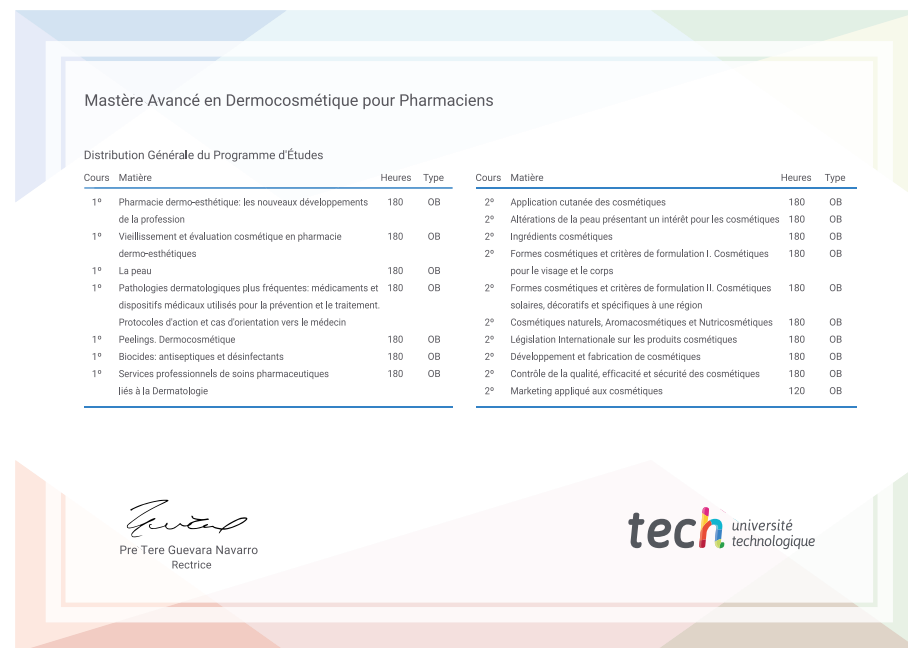 Mastère Avancé en Dermocosmétique pour Pharmaciens
Distribution Générale du Programme d'Études
Cours Matière Heures Type
1º Pharmacie dermo-esthétique: les nouveaux développements 180 OB
de la profession
1º Vieillissement et évaluation cosmétique en pharmacie 180 OB
dermo-esthétiques
1º La peau 180 OB
1º Pathologies dermatologiques plus fréquentes: médicaments et 180 OB
dispositifs médicaux utilisés pour la prévention et le traitement.
Protocoles d'action et cas d'orientation vers le médecin
1º Peelings. Dermocosmétique 180 OB
1º Biocides: antiseptiques et désinfectants 180 OB
1º Services professionnels de soins pharmaceutiques 180 OB
liés à la Dermatologie
Cours Matière Heures Type
2º Application cutanée des cosmétiques 180 OB
2º Altérations de la peau présentant un intérêt pour les cosmétiques 180 OB
2º Ingrédients cosmétiques 180 OB
2º Formes cosmétiques et critères de formulation I. Cosmétiques 180 OB
pour le visage et le corps
2º Formes cosmétiques et critères de formulation II. Cosmétiques 180 OB
solaires, décoratifs et spécifiques à une région
2º Cosmétiques naturels, Aromacosmétiques et Nutricosmétiques 180 OB
2º Législation Internationale sur les produits cosmétiques 180 OB
2º Développement et fabrication de cosmétiques 180 OB
2º Contrôle de la qualité, efficacité et sécurité des cosmétiques 180 OB
2º Marketing appliqué aux cosmétiques 120 OB
Pre Tere Guevara Navarro
Rectrice
tech université
technologique